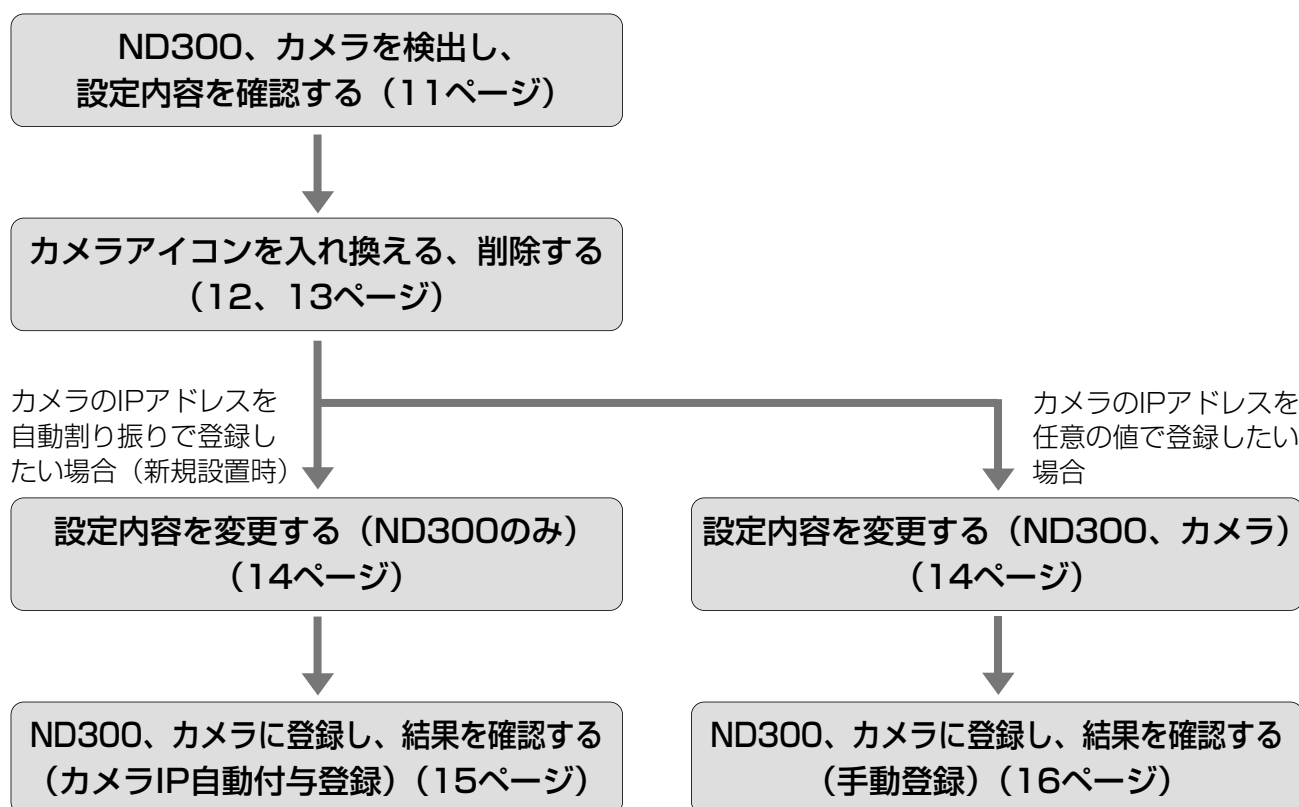 ND300、カメラを検出し、
設定内容を確認する（11ページ）
カメラアイコンを入れ換える、削除する
（12、13ページ）
カメラのIPアドレスを
自動割り振りで登録し
たい場合（新規設置時）
カメラのIPアドレスを
任意の値で登録したい
場合
設定内容を変更する（ND300のみ）
（14ページ）
設定内容を変更する（ND300、カメラ）
（14ページ）
ND300、カメラに登録し、結果を確認する
（カメラIP自動付与登録）（15ページ）
ND300、カメラに登録し、結果を確認する
（手動登録）（16ページ）